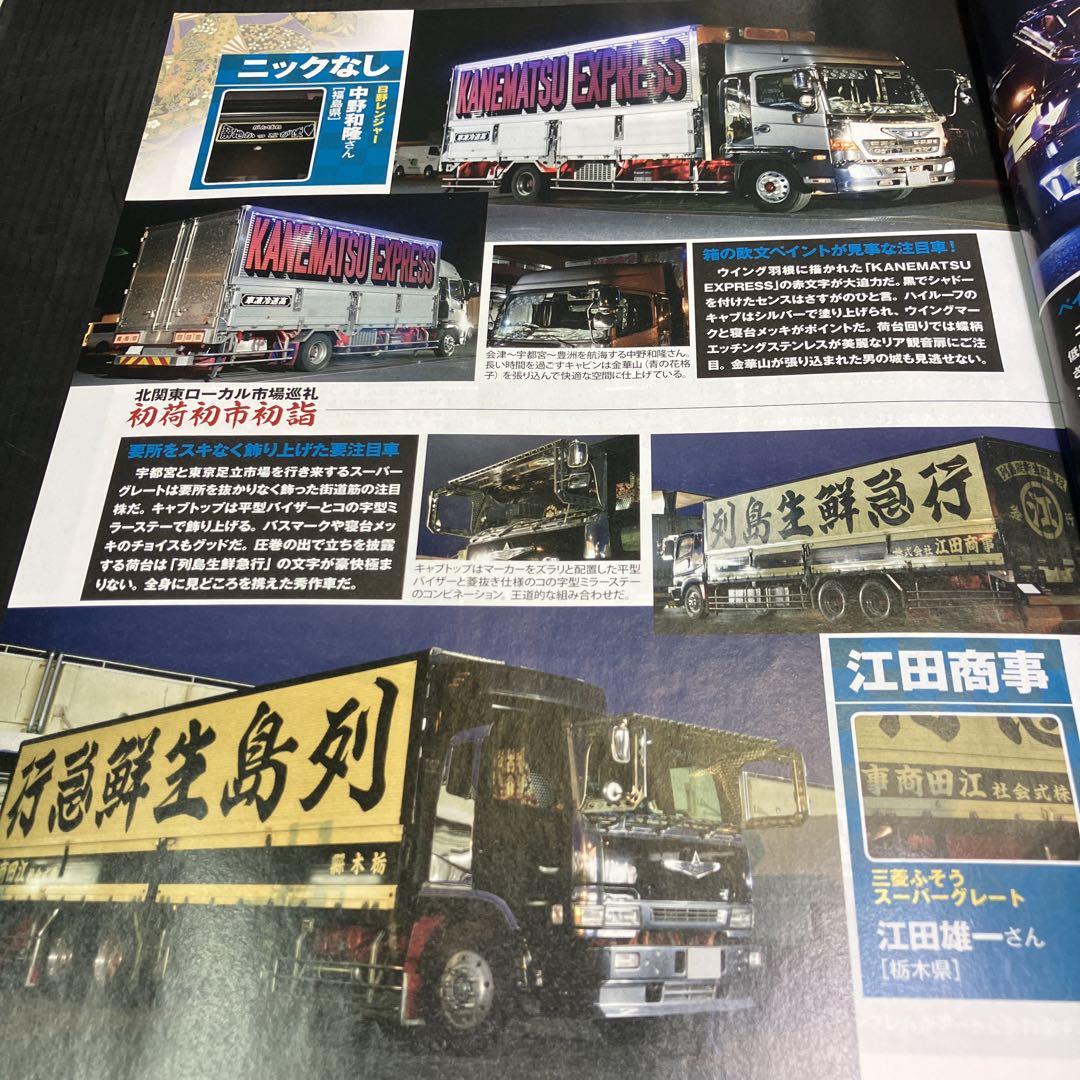 ニックなし
日野レンジャー
中野和隆さん
[福島県]
KANEMATSU EXPRESS
KANEMATSU EXPRESS
車凍冷速高
箱の欧文ペイントが見事な注目車！
ウイング羽根に描かれた「KANEMATSU
EXPRESS」の赤文字が大迫力だ。黒でシャドー
を付けたセンスはさすがのひと言。ハイルーフの
キャブはシルバーで塗り上げられ、ウイングマー
クと寝台メッキがポイントだ。荷台回りでは蝶柄
エッチングステンレスが美麗なリア観音扉にご注
目。金華山が張り込まれた男の城も見逃せない。
会津〜宇都宮〜豊洲を航海する中野和隆さん。
長い時間を過ごすキャビンは金華山（青の花格
子）を張り込んで快適な空間に仕上げている。
北関東ローカル市場巡礼
初荷初市初詣
要所をスキなく飾り上げた要注目車
宇都宮と東京足立市場を行き来するスーパー
グレートは要所を抜かりなく飾った街道筋の注目
株だ。キャブトップは平型バイザーとコの字型ミ
ラーステーで飾り上げる。バスマークや寝台メッ
キのチョイスもグッドだ。圧巻の出で立ちを披露
する荷台は「列島生鮮急行」の文字が豪快極ま
りない。全身に見どころを携えた秀作車だ。
キャブトップはマーカーをズラリと配置した平型
バイザーと菱抜き仕様のコの字型ミラーステー
のコンビネーション。王道的な組み合わせだ。
列島生鮮急行
株式会社 江田商事
江
行急鮮生島列
縣木栃
江田商事
事商田江 社会式株
三菱ふそう
スーパーグレート
江田雄一さん
[栃木県]